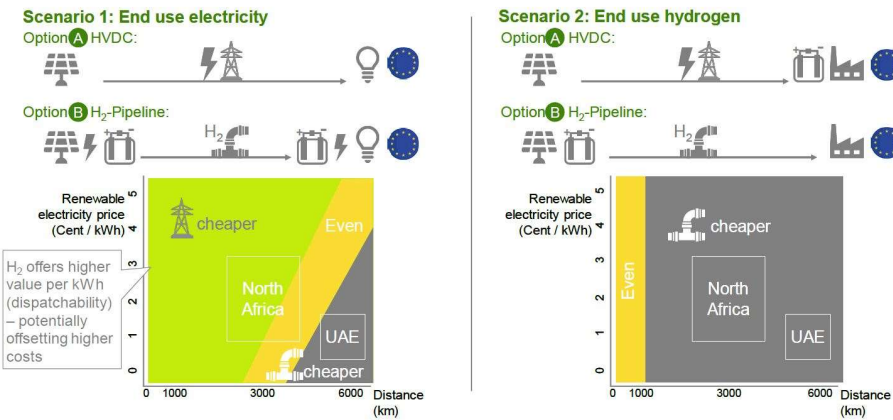 Scenario 1: End use electricity
Option A HVDC:
Option B H₂-Pipeline:
H₂
Renewable
electricity price
(Cent / kWh)
5
4
3
2
1
0
cheaper
Even
North
Africa
UAE
cheaper
H₂ offers higher
value per kWh
(dispatchability)
– potentially
offsetting higher
costs
0 1000 3000 6000 Distance
(km)
Scenario 2: End use hydrogen
Option A HVDC:
Option B H₂-Pipeline:
H₂
Renewable
electricity price
(Cent / kWh)
5
4
3
2
1
0
Even
cheaper
North
Africa
UAE
0 1000 3000 6000 Distance
(km)